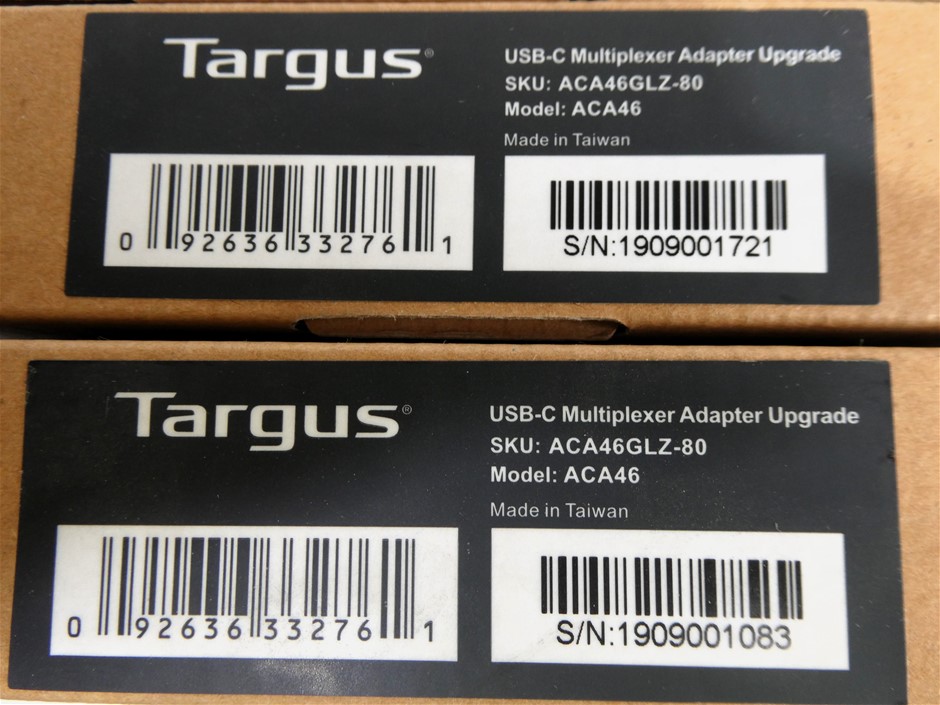 Targus®
USB-C Multiplexer Adapter Upgrade
SKU: ACA46GLZ-80
Model: ACA46
Made in Taiwan
0 92636 33276 1
S/N:1909001721
Targus®
USB-C Multiplexer Adapter Upgrade
SKU: ACA46GLZ-80
Model: ACA46
Made in Taiwan
0 92636 33276 1
S/N:1909001083